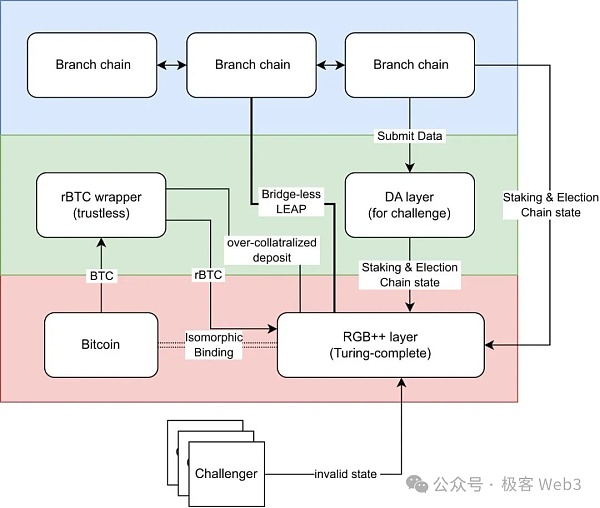 Branch chain
Branch chain
Branch chain
Submit Data
rBTC wrapper
(trustless)
Bridge-less
LEAP
DA layer
(for challenge)
Staking & Election
Chain state
over-collatralized
deposit
BTC
rBTC
Staking & Election
Chain state
Bitcoin
Isomorphic
Binding
RGB++ layer
(Turing-complete)
Challenger
invalid state
公众号 · 极客 Web3